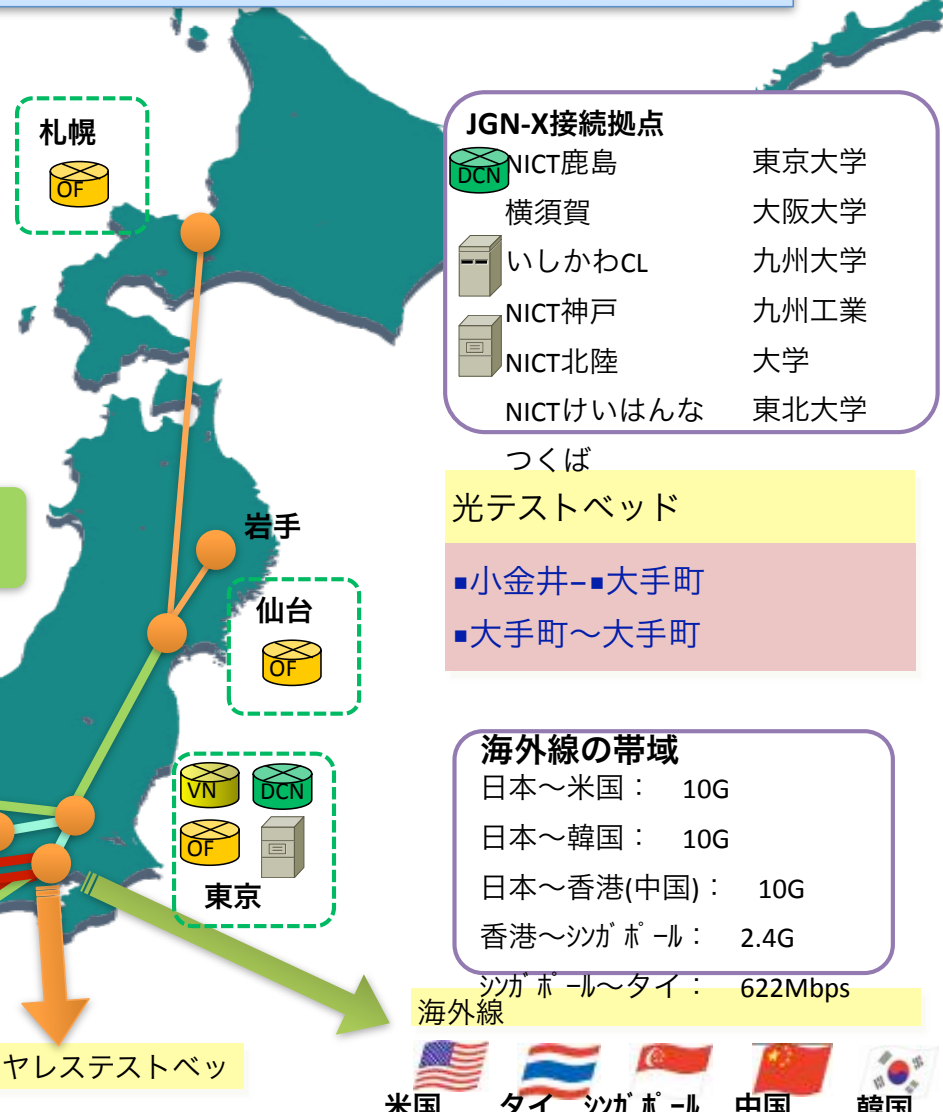 札幌
OF
JGN-X接続拠点
DCN
NICT鹿島
横須賀
いしかわCL
NICT神戸
NICT北陸
NICTけいはんな
つくば
東京大学
大阪大学
九州大学
九州工業
大学
東北大学
光テストベッド
▪小金井−▪大手町
▪大手町～大手町
岩手
仙台
OF
VN
DCN
OF
東京
海外線の帯域
日本～米国： 10G
日本～韓国： 10G
日本～香港(中国)： 10G
香港～ｼﾝｶﾞﾎﾟｰﾙ： 2.4G
ｼﾝｶﾞﾎﾟｰﾙ～タイ： 622Mbps
海外線
ヤレステストベッ
米国 タイ ｼﾝｶﾞﾎﾟｰﾙ 中国 韓国